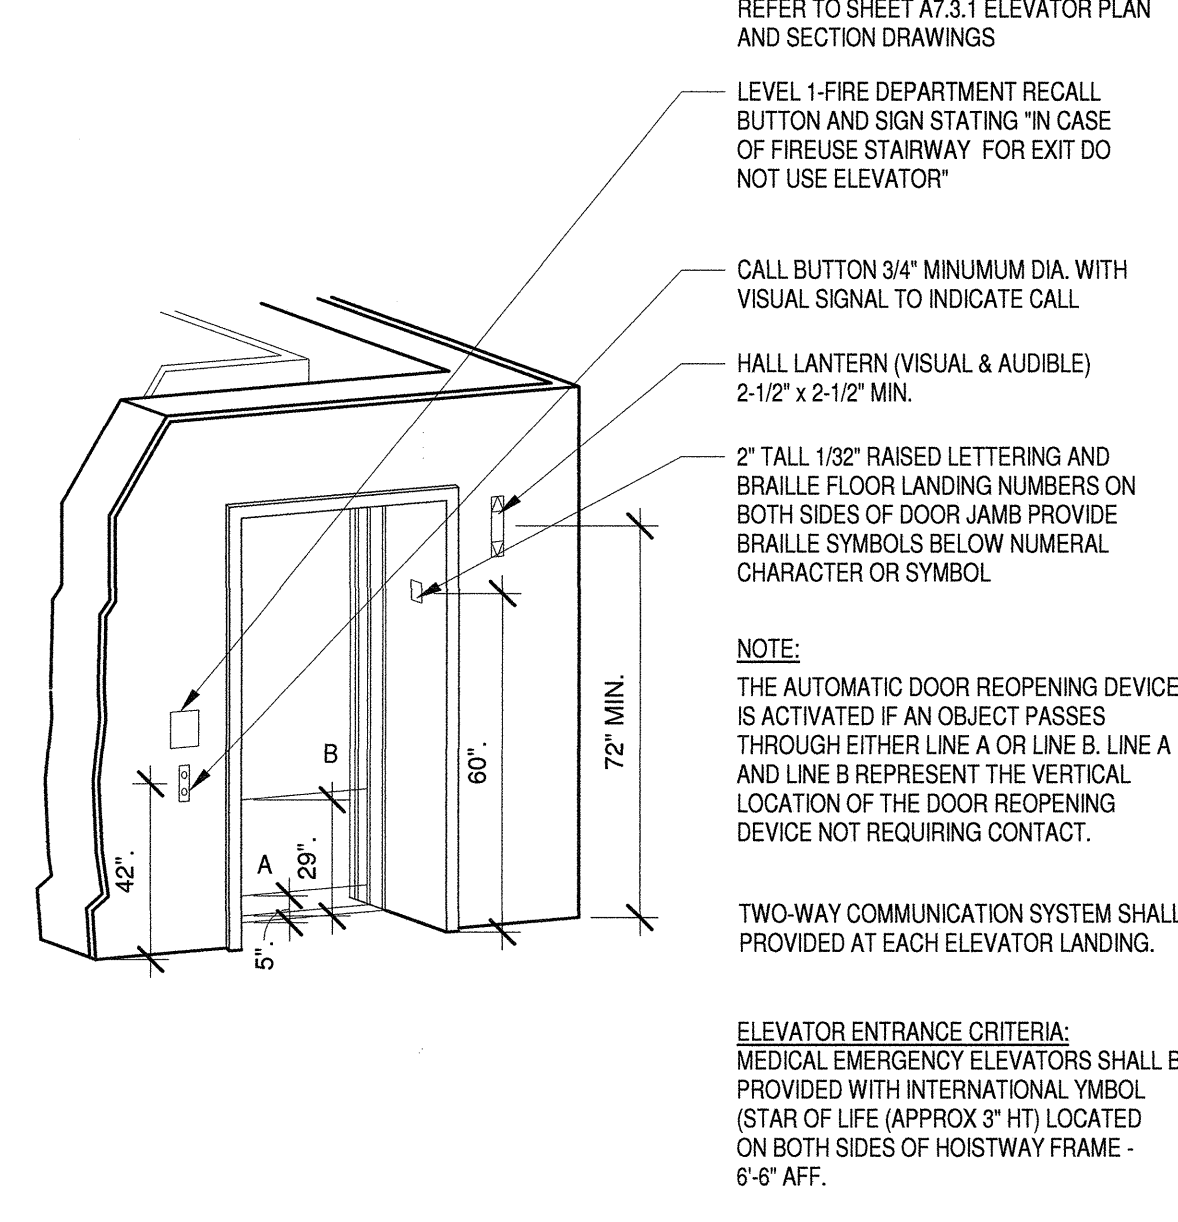 REFER TO SHEET A7.3.1 ELEVATOR PLAN
AND SECTION DRAWINGS
LEVEL 1-FIRE DEPARTMENT RECALL
BUTTON AND SIGN STATING "IN CASE
OF FIREUSE STAIRWAY  FOR EXIT DO
NOT USE ELEVATOR"
CALL BUTTON 3/4" MINUMUM DIA. WITH
VISUAL SIGNAL TO INDICATE CALL
HALL LANTERN (VISUAL & AUDIBLE)
2-1/2" x 2-1/2" MIN.
2" TALL 1/32" RAISED LETTERING AND
BRAILLE FLOOR LANDING NUMBERS ON
BOTH SIDES OF DOOR JAMB PROVIDE
BRAILLE SYMBOLS BELOW NUMERAL
CHARACTER OR SYMBOL
NOTE:
THE AUTOMATIC DOOR REOPENING DEVICE
IS ACTIVATED IF AN OBJECT PASSES
THROUGH EITHER LINE A OR LINE B. LINE A
AND LINE B REPRESENT THE VERTICAL
LOCATION OF THE DOOR REOPENING
DEVICE NOT REQUIRING CONTACT.
TWO-WAY COMMUNICATION SYSTEM SHALL
PROVIDED AT EACH ELEVATOR LANDING.
ELEVATOR ENTRANCE CRITERIA:
MEDICAL EMERGENCY ELEVATORS SHALL B
PROVIDED WITH INTERNATIONAL YMBOL
(STAR OF LIFE (APPROX 3" HT) LOCATED
ON BOTH SIDES OF HOISTWAY FRAME -
6'-6" AFF.
42".
A
B
5".
29".
60".
72" MIN.